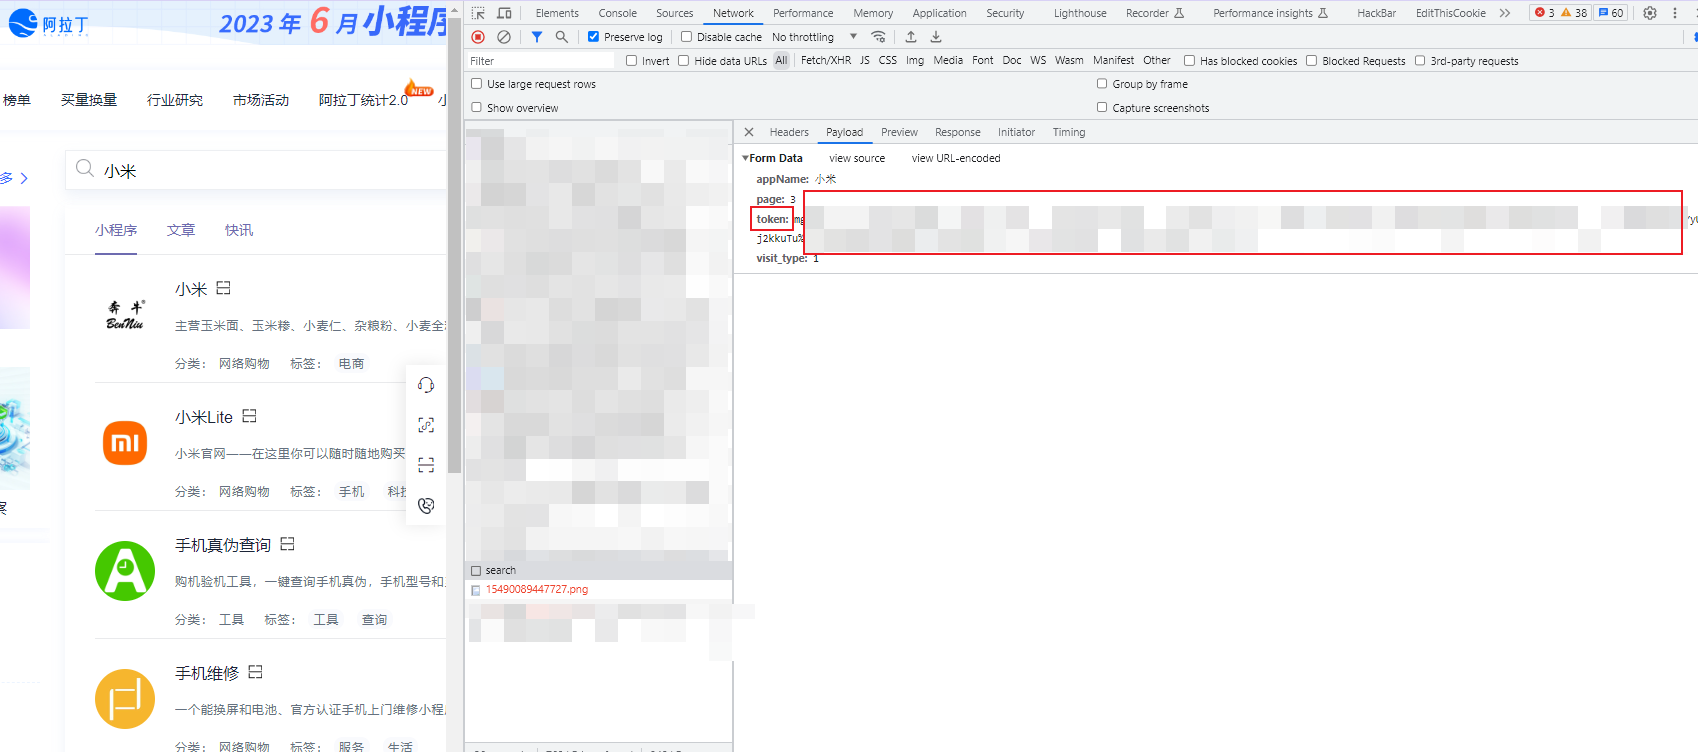 阿拉丁
2023 年 6 月 小程序
榜单 买量换量 行业研究 市场活动 阿拉丁统计2.0 NEW 小
多 >
小米
小程序 文章 快讯
奔牛®
BenNiu
小米
主营玉米面、玉米糁、小麦仁、杂粮粉、小麦全
分类： 网络购物 标签： 电商
mi
小米Lite
小米官网——在这里你可以随时随地购买
分类： 网络购物 标签： 手机 科技
手机真伪查询
购机验机工具，一键查询手机真伪，手机型号和
分类： 工具 标签： 工具 查询
手机维修
一个能换屏和电池、官方认证手机上门维修小程
分类： 网络购物 标签： 服务 生活
Elements Console Sources Network Performance Memory Application Security Lighthouse Recorder Performance insights HackBar EditThisCookie 3 38 60
Preserve log Disable cache No throttling
Filter Invert Hide data URLs All Fetch/XHR JS CSS Img Media Font Doc WS Wasm Manifest Other Has blocked cookies Blocked Requests 3rd-party requests
Use large request rows Group by frame
Show overview Capture screenshots
search
15490089447727.png
Headers Payload Preview Response Initiator Timing
Form Data view source view URL-encoded
appName: 小米
page: 3
token: mg
j2kkuTu%
visit_type: 1